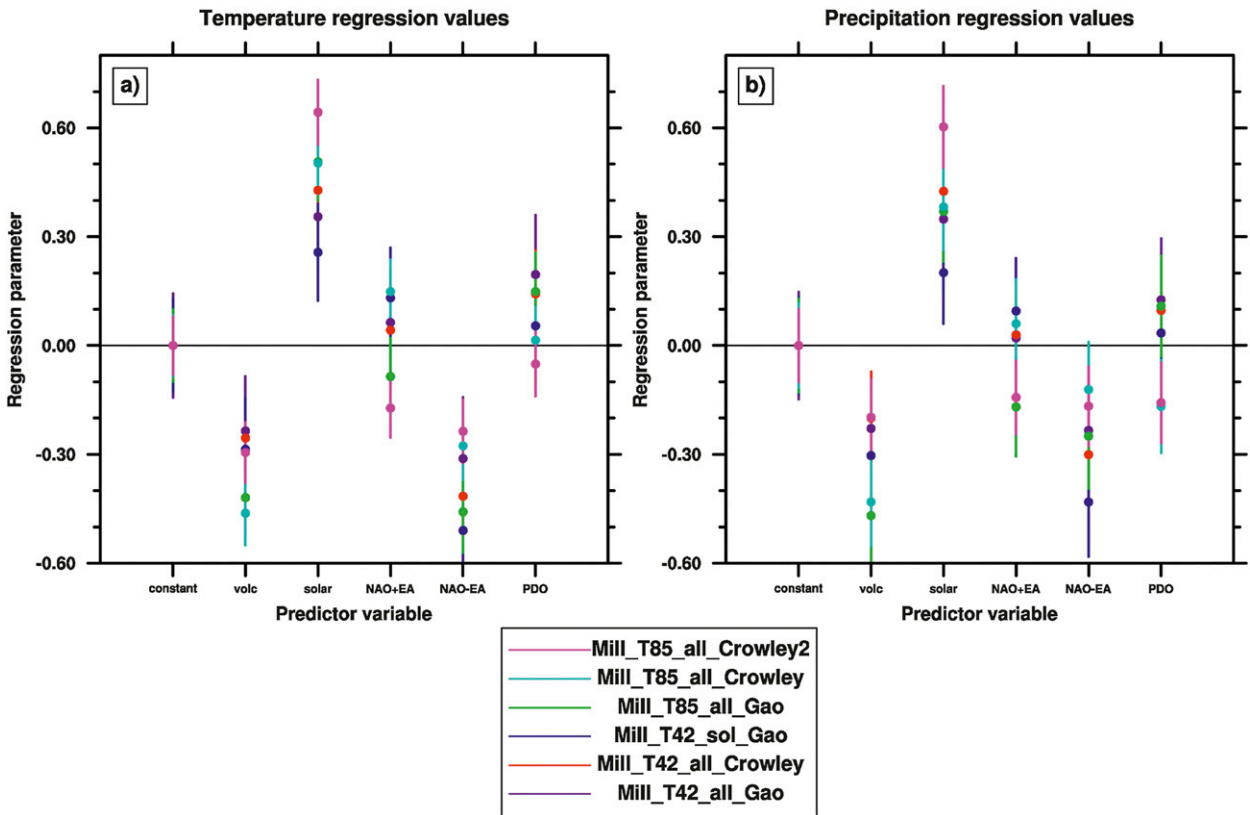 Temperature regression values
Precipitation regression values
a)
b)
0.60
0.30
0.00
-0.30
-0.60
Regression parameter
0.60
0.30
0.00
-0.30
-0.60
Regression parameter
constant volc solar NAO+EA NAO-EA PDO
Predictor variable
constant volc solar NAO+EA NAO-EA PDO
Predictor variable
Mill_T85_all_Crowley2
Mill_T85_all_Crowley
Mill_T85_all_Gao
Mill_T42_sol_Gao
Mill_T42_all_Crowley
Mill_T42_all_Gao